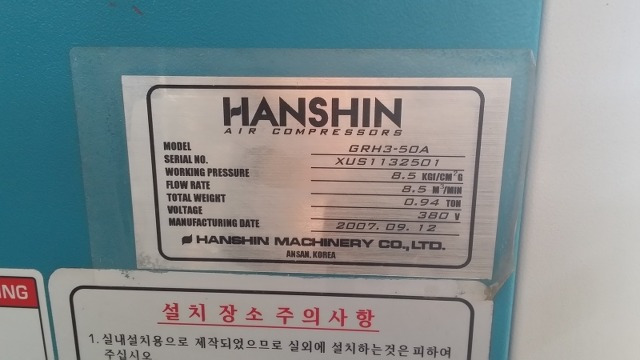 HANSHIN
AIR COMPRESSORS
MODEL GRH3-50A
SERIAL NO. XUS1132501
WORKING PRESSURE 8.5 KGf/CM²G
FLOW RATE 8.5 M³/MIN
TOTAL WEIGHT 0.94 TON
VOLTAGE 380 V
MANUFACTURING DATE 2007. 09. 12
HANSHIN MACHINERY CO., LTD.
ANSAN, KOREA
NG
설치 장소 주의 사항
1. 실내설치용으로 제작되었으므로 실외에 설치하는것은 피하여
주십시오